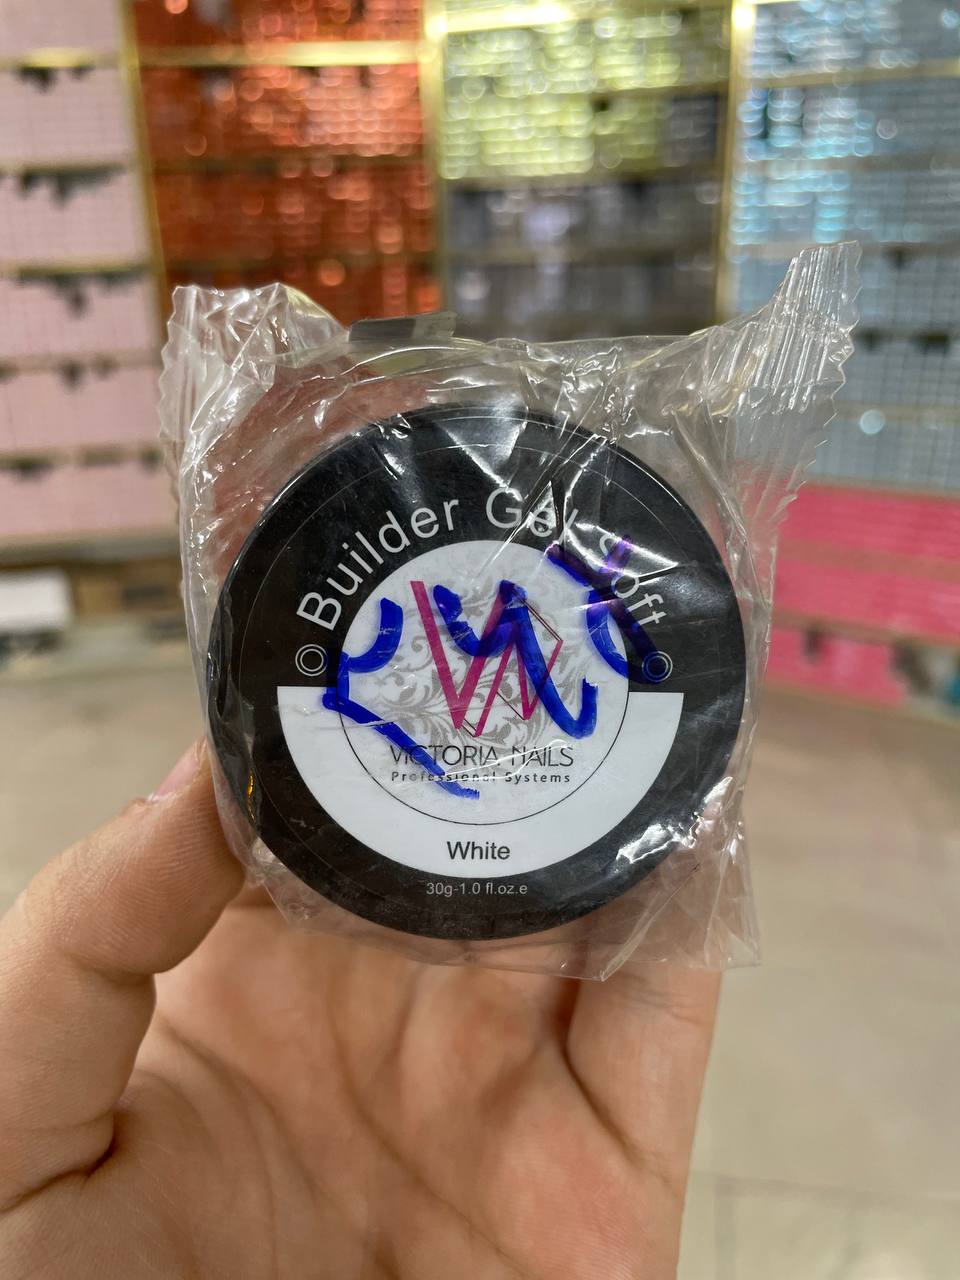 Builder Gel Soft
VICTORIA NAILS
Professional Systems
White
30g-1.0 fl.oz.e